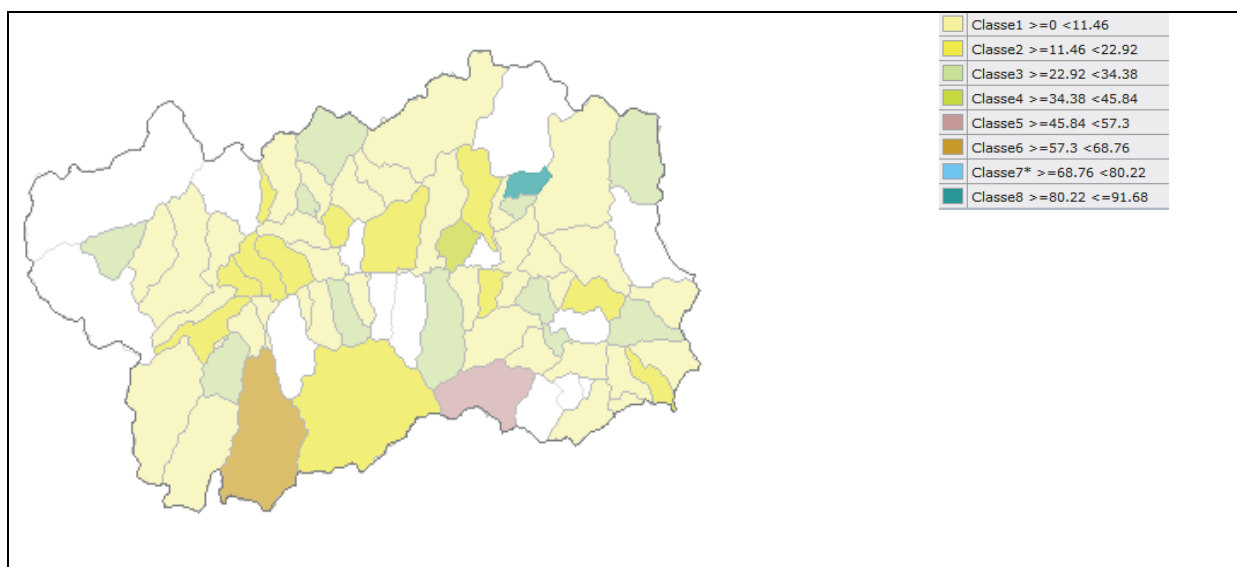 Classe1 >=0 <11.46
Classe2 >=11.46 <22.92
Classe3 >=22.92 <34.38
Classe4 >=34.38 <45.84
Classe5 >=45.84 <57.3
Classe6 >=57.3 <68.76
Classe7* >=68.76 <80.22
Classe8 >=80.22 <=91.68